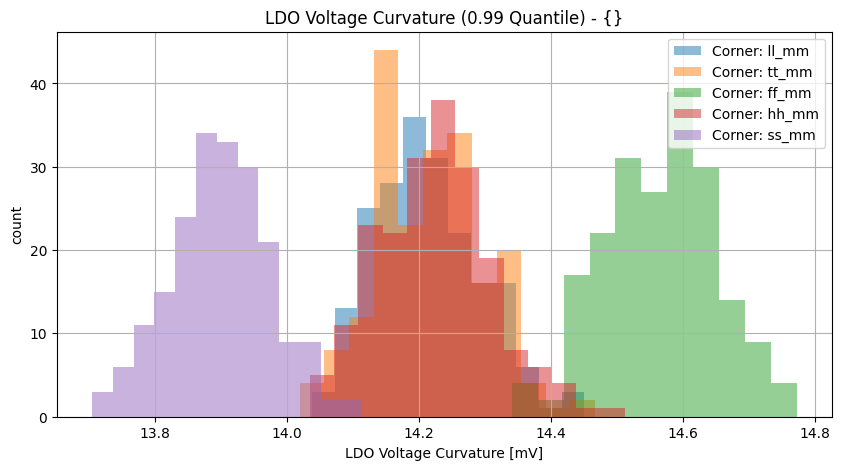 LDO Voltage Curvature (0.99 Quantile) - {}
Corner: ll_mm
Corner: tt_mm
Corner: ff_mm
Corner: hh_mm
Corner: ss_mm
count
40
30
20
10
0
13.8 14.0 14.2 14.4 14.6 14.8
LDO Voltage Curvature [mV]